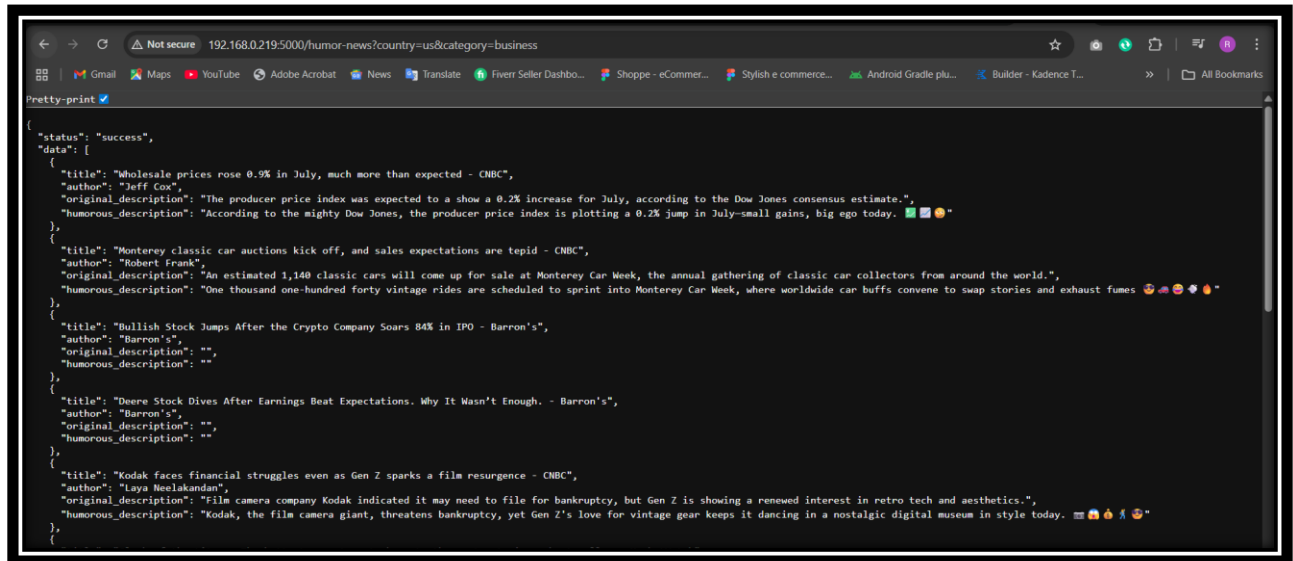 Not secure 192.168.0.219:5000/humor-news?country=us&category=business
R
Gmail Maps YouTube Adobe Acrobat News Translate Fiverr Seller Dashbo... Shoppe - eCommer... Stylish e commerce... Android Gradle plu... Builder - Kadence T... » All Bookmarks
Pretty-print
{
"status": "success",
"data": [
{
"title": "Wholesale prices rose 0.9% in July, much more than expected - CNBC",
"author": "Jeff Cox",
"original_description": "The producer price index was expected to a show a 0.2% increase for July, according to the Dow Jones consensus estimate.",
"humorous_description": "According to the mighty Dow Jones, the producer price index is plotting a 0.2% jump in July—small gains, big ego today. 💹 📈 😏"
},
{
"title": "Monterey classic car auctions kick off, and sales expectations are tepid - CNBC",
"author": "Robert Frank",
"original_description": "An estimated 1,140 classic cars will come up for sale at Monterey Car Week, the annual gathering of classic car collectors from around the world.",
"humorous_description": "One thousand one-hundred forty vintage rides are scheduled to sprint into Monterey Car Week, where worldwide car buffs convene to swap stories and exhaust fumes"
},
{
"title": "Bullish Stock Jumps After the Crypto Company Soars 84% in IPO - Barron's",
"author": "Barron's",
"original_description": "",
"humorous_description": ""
},
{
"title": "Deere Stock Dives After Earnings Beat Expectations. Why It Wasn’t Enough. - Barron's",
"author": "Barron's",
"original_description": "",
"humorous_description": ""
},
{
"title": "Kodak faces financial struggles even as Gen Z sparks a film resurgence - CNBC",
"author": "Laya Neelakandan",
"original_description": "Film camera company Kodak indicated it may need to file for bankruptcy, but Gen Z is showing a renewed interest in retro tech and aesthetics.",
"humorous_description": "Kodak, the film camera giant, threatens bankruptcy, yet Gen Z's love for vintage gear keeps it dancing in a nostalgic digital museum in style today."
},
{